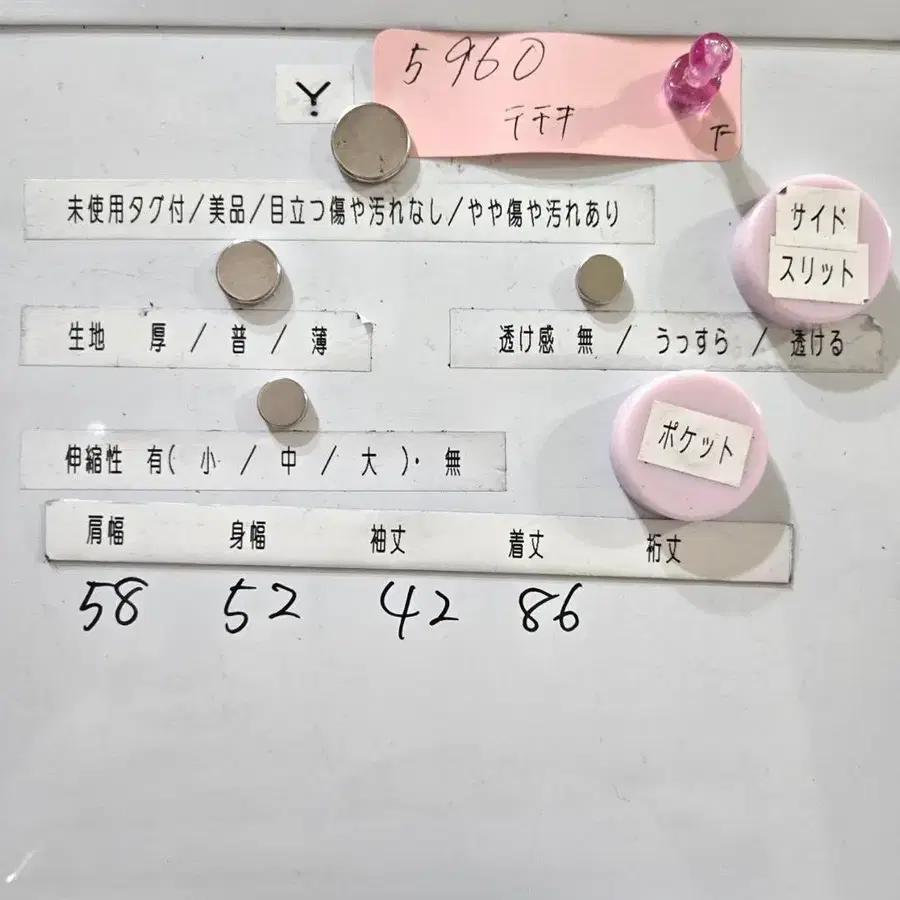 5960
Y
テチチ
下
未使用タグ付/美品/目立つ傷や汚れなし/やや傷や汚れあり
サイド
スリット
生地 厚 / 普 / 薄
透け感 無 / うっすら / 透ける
ポケット
伸縮性 有( 小 / 中 / 大 )・ 無
肩幅 身幅 袖丈 着丈 裄丈
58 52 42 86